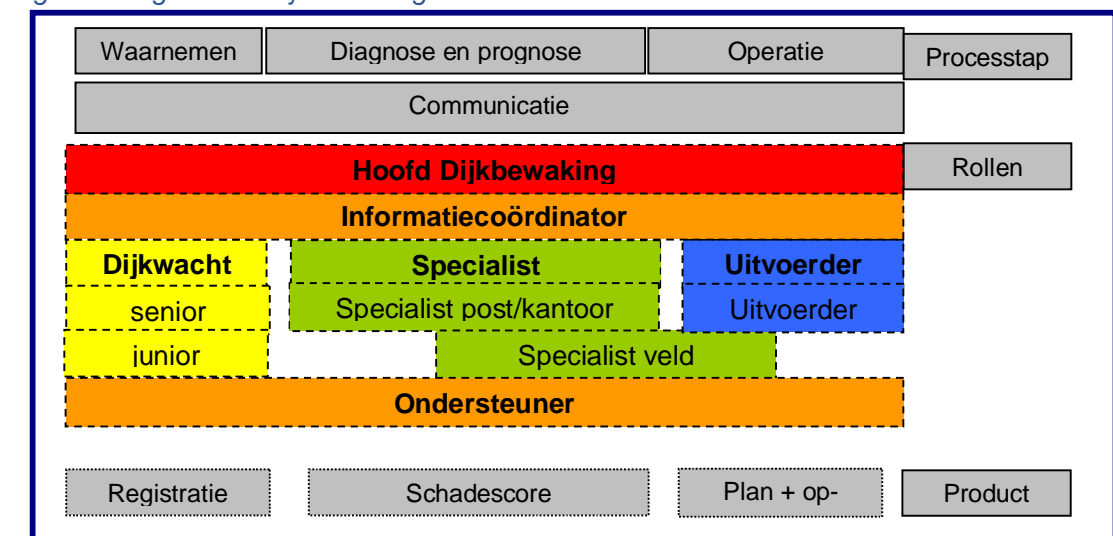 Waarnemen Diagnose en prognose Operatie Processtap
Communicatie
Hoofd Dijkbewaking Rollen
Informatiecoördinator
Dijkwacht Specialist Uitvoerder
senior Specialist post/kantoor Uitvoerder
junior Specialist veld
Ondersteuner
Registratie Schadescore Plan + op- Product